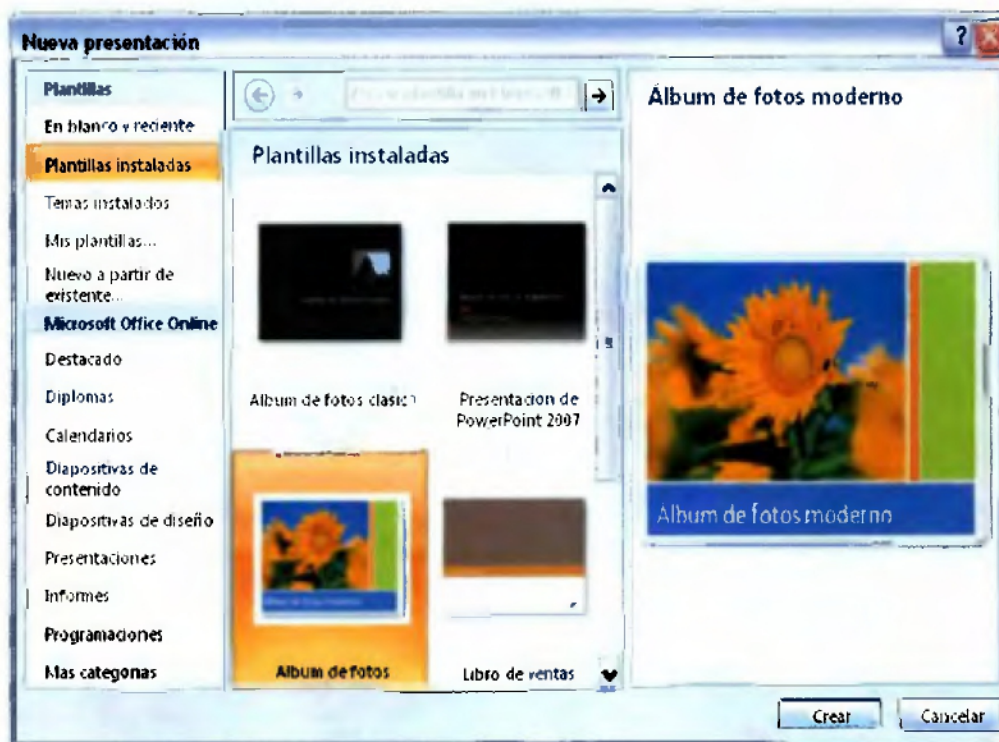 Nueva presentación
?
Plantillas
En blanco y reciente
Plantillas instaladas
Temas instalados
Mis plantillas...
Nuevo a partir de
existente...
Microsoft Office Online
Destacado
Diplomas
Calendarios
Diapositivas de
contenido
Diapositivas de diseño
Presentaciones
Informes
Programaciones
Mas categorias
Plantillas instaladas
Album de fotos clasico
Presentacion de
PowerPoint 2007
Album de fotos
Libro de ventas
Álbum de fotos moderno
Album de fotos moderno
Crear
Cancelar